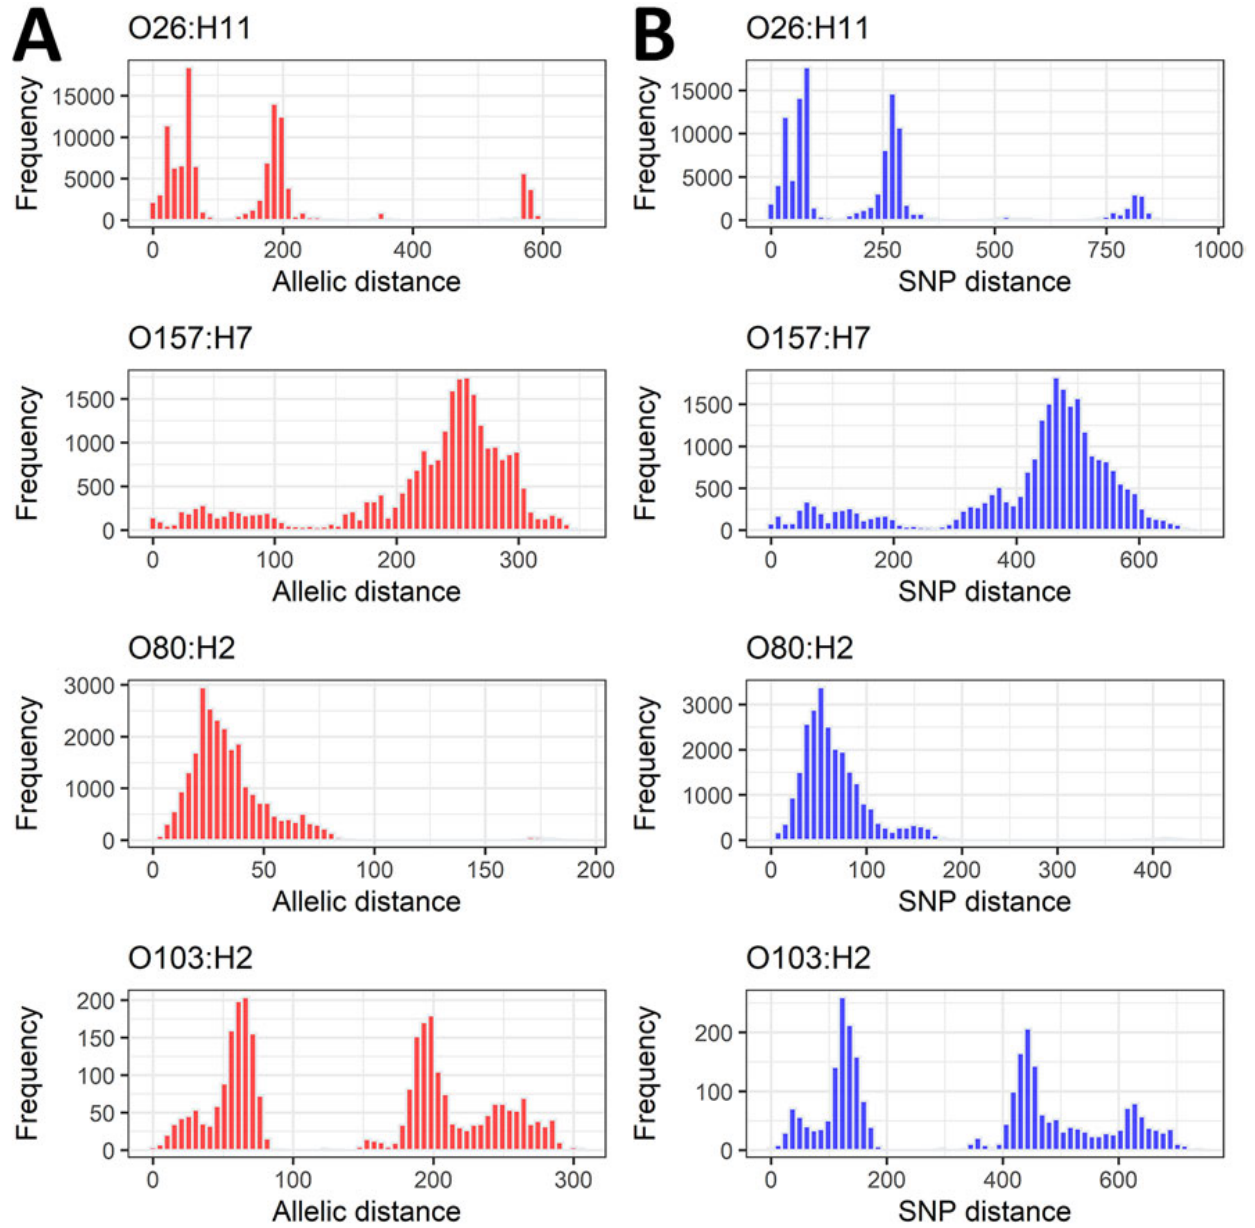 A
O26:H11
Frequency
15000
10000
5000
0
0 200 400 600
Allelic distance
B
O26:H11
Frequency
15000
10000
5000
0
0 250 500 750 1000
SNP distance
O157:H7
Frequency
1500
1000
500
0
0 100 200 300
Allelic distance
O157:H7
Frequency
1500
1000
500
0
0 200 400 600
SNP distance
O80:H2
Frequency
3000
2000
1000
0
0 50 100 150 200
Allelic distance
O80:H2
Frequency
3000
2000
1000
0
0 100 200 300 400
SNP distance
O103:H2
Frequency
200
150
100
50
0
0 100 200 300
Allelic distance
O103:H2
Frequency
200
100
0
0 200 400 600
SNP distance